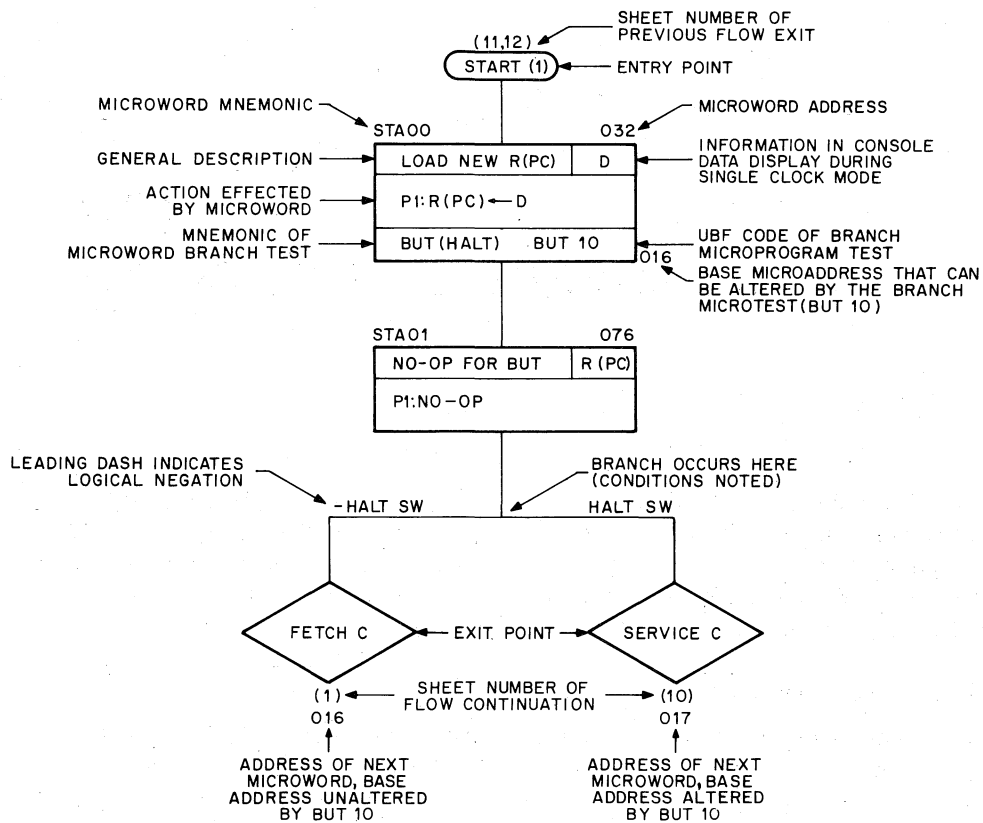 SHEET NUMBER OF
PREVIOUS FLOW EXIT
(11,12)
START (1)
ENTRY POINT
MICROWORD MNEMONIC
MICROWORD ADDRESS
STA00
032
GENERAL DESCRIPTION
LOAD NEW R(PC)
D
INFORMATION IN CONSOLE
DATA DISPLAY DURING
SINGLE CLOCK MODE
ACTION EFFECTED
BY MICROWORD
P1:R(PC)←D
MNEMONIC OF
MICROWORD BRANCH TEST
BUT(HALT) BUT 10
UBF CODE OF BRANCH
MICROPROGRAM TEST
016
BASE MICROADDRESS THAT CAN
BE ALTERED BY THE BRANCH
MICROTEST(BUT 10)
STA01
076
NO-OP FOR BUT
R(PC)
P1:NO-OP
LEADING DASH INDICATES
LOGICAL NEGATION
BRANCH OCCURS HERE
(CONDITIONS NOTED)
-HALT SW
HALT SW
FETCH C
EXIT POINT
SERVICE C
(1)
SHEET NUMBER OF
FLOW CONTINUATION
(10)
016
017
ADDRESS OF NEXT
MICROWORD, BASE
ADDRESS UNALTERED
BY BUT 10
ADDRESS OF NEXT
MICROWORD, BASE
ADDRESS ALTERED
BY BUT 10